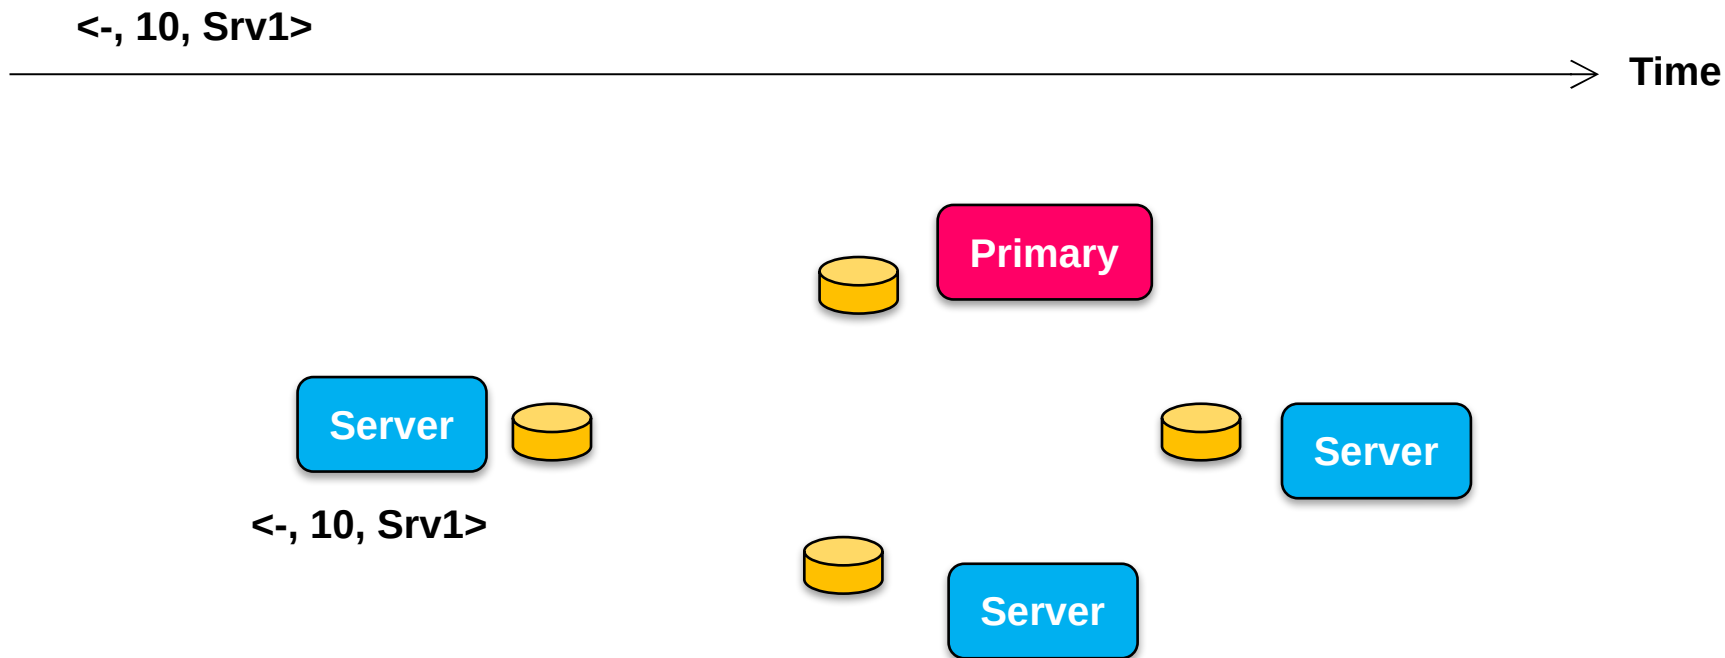 <-, 10, Srv1>
Time
Primary
Server
Server
<-, 10, Srv1>
Server